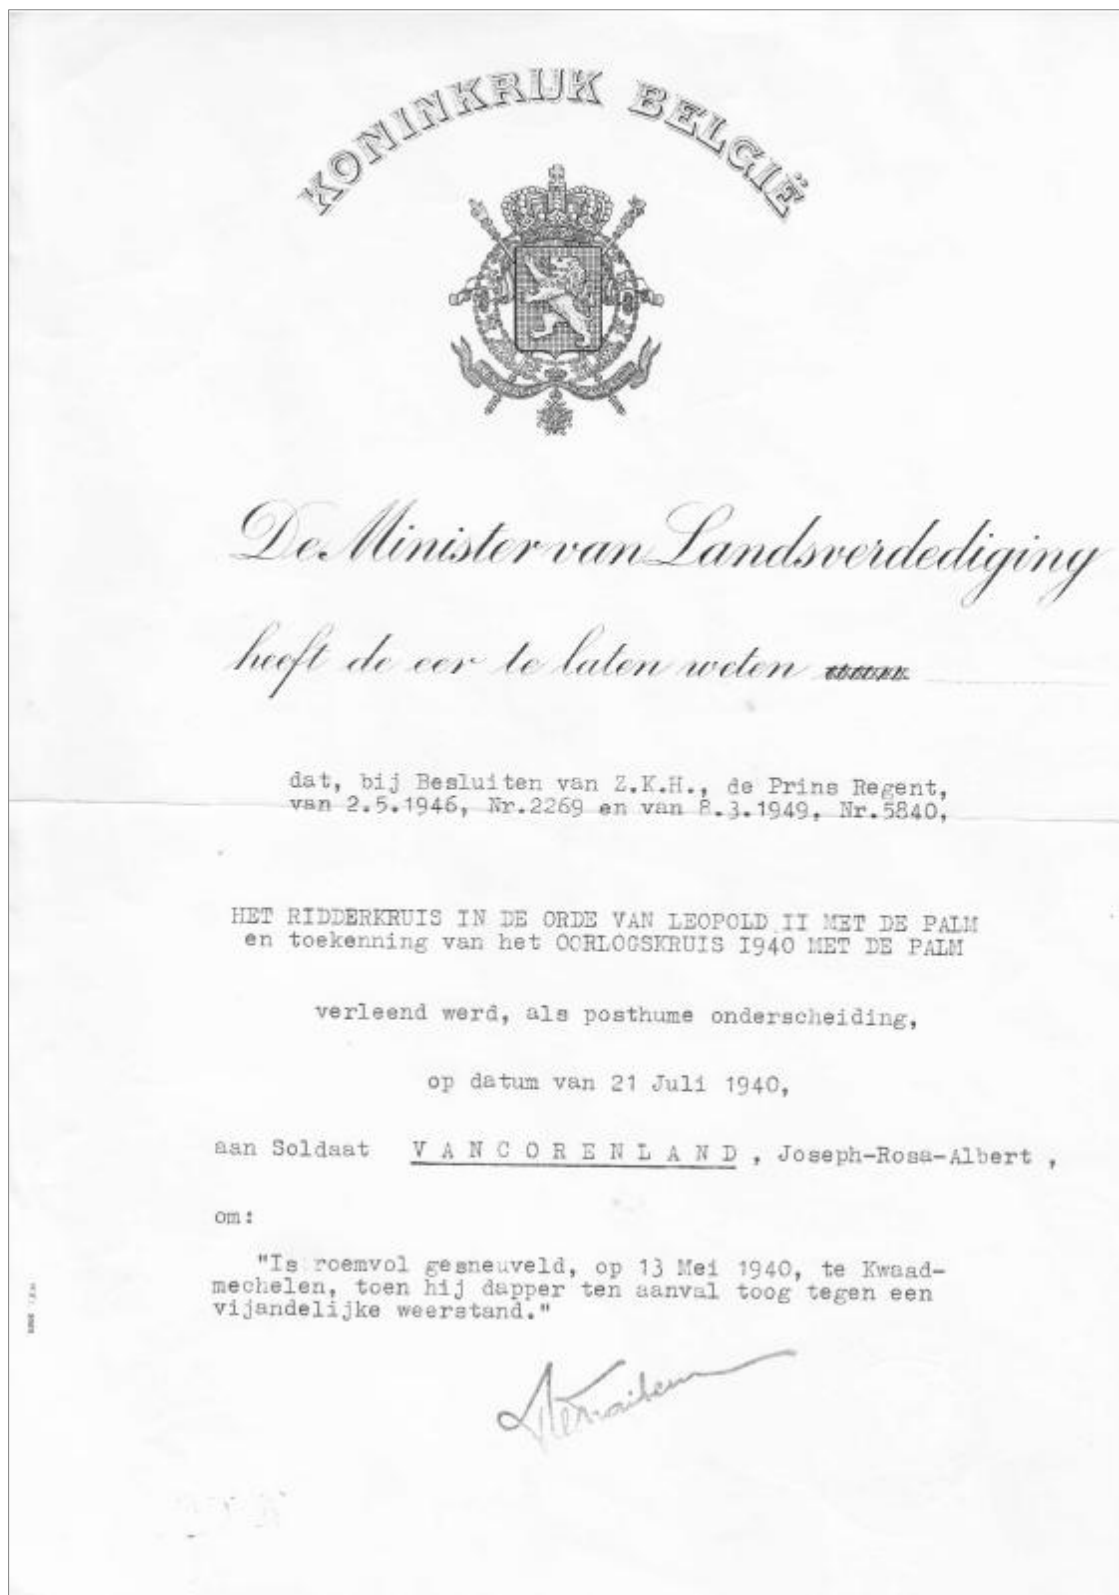 KONINKRIJK BELGIË
De Minister van Landsverdediging
heeft de eer te laten weten
dat, bij Besluiten van Z.K.H., de Prins Regent,
van 2.5.1946, Nr.2269 en van 8.3.1949, Nr.5840,
HET RIDDERKRUIS IN DE ORDE VAN LEOPOLD II MET DE PALM
en toekenning van het OORLOGSKRUIS I940 MET DE PALM
verleend werd, als posthume onderscheiding,
op datum van 21 Juli 1940,
aan Soldaat V A N C O R E N L A N D , Joseph-Rosa-Albert ,
om:
"Is roemvol gesneuveld, op 13 Mei 1940, te Kwaad-
mechelen, toen hij dapper ten aanval toog tegen een
vijandelijke weerstand."